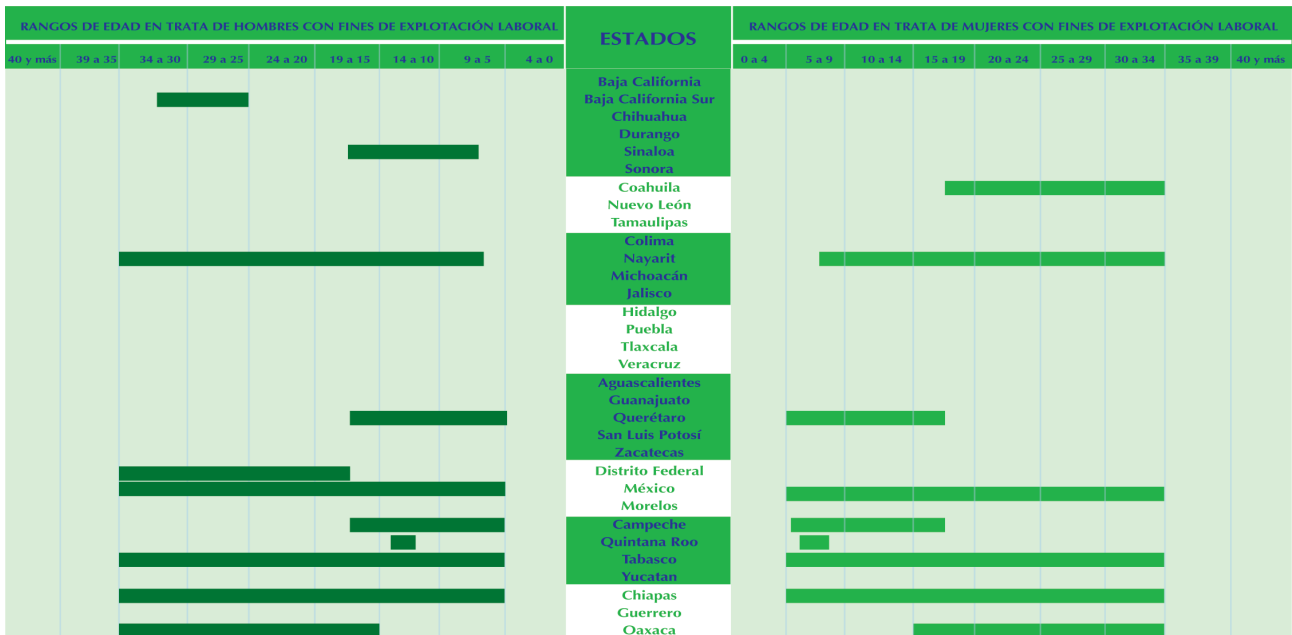 RANGOS DE EDAD EN TRATA DE HOMBRES CON FINES DE EXPLOTACIÓN LABORAL
40 y más 39 a 35 34 a 30 29 a 25 24 a 20 19 a 15 14 a 10 9 a 5 4 a 0
ESTADOS
RANGOS DE EDAD EN TRATA DE MUJERES CON FINES DE EXPLOTACIÓN LABORAL
0 a 4 5 a 9 10 a 14 15 a 19 20 a 24 25 a 29 30 a 34 35 a 39 40 y más
Baja California
Baja California Sur
Chihuahua
Durango
Sinaloa
Sonora
Coahuila
Nuevo León
Tamaulipas
Colima
Nayarit
Michoacán
Jalisco
Hidalgo
Puebla
Tlaxcala
Veracruz
Aguascalientes
Guanajuato
Querétaro
San Luis Potosí
Zacatecas
Distrito Federal
México
Morelos
Campeche
Quintana Roo
Tabasco
Yucatan
Chiapas
Guerrero
Oaxaca